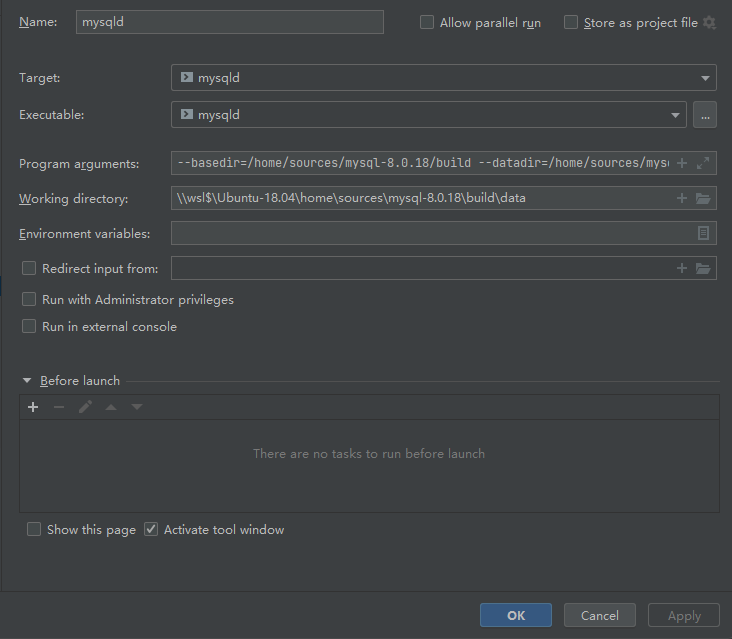 Name: mysqld Allow parallel run Store as project file
Target: mysqld
Executable: mysqld ...
Program arguments: --basedir=/home/sources/mysql-8.0.18/build --datadir=/home/sources/mysc
Working directory: \\wsl$\Ubuntu-18.04\home\sources\mysql-8.0.18\build\data
Environment variables:
Redirect input from:
Run with Administrator privileges
Run in external console
Before launch
There are no tasks to run before launch
Show this page Activate tool window
OK Cancel Apply